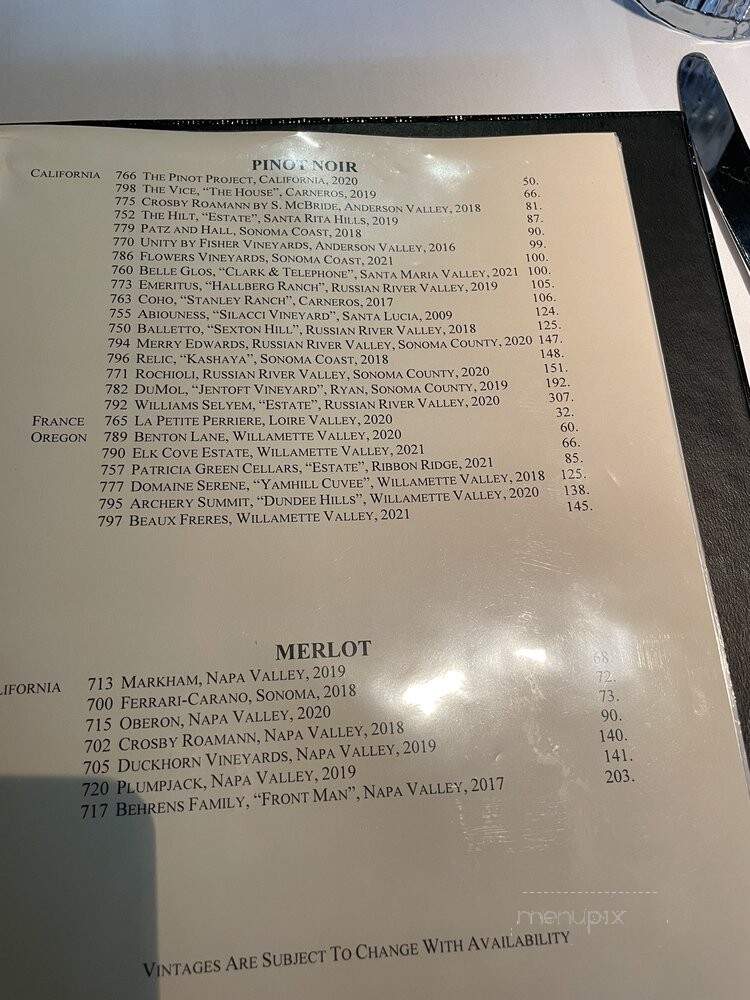 PINOT NOIR
CALIFORNIA 766 THE PINOT PROJECT, CALIFORNIA, 2020 50.
798 THE VICE, "THE HOUSE", CARNEROS, 2019 66.
775 CROSBY ROAMANN BY S. MCBRIDE, ANDERSON VALLEY, 2018 81.
752 THE HILT, "ESTATE", SANTA RITA HILLS, 2019 87.
779 PATZ AND HALL, SONOMA COAST, 2018 90.
770 UNITY BY FISHER VINEYARDS, ANDERSON VALLEY, 2016 99.
786 FLOWERS VINEYARDS, SONOMA COAST, 2021 100.
760 BELLE GLOS, "CLARK & TELEPHONE", SANTA MARIA VALLEY, 2021 100.
773 EMERITUS, "HALLBERG RANCH", RUSSIAN RIVER VALLEY, 2019 105.
763 COHO, "STANLEY RANCH", CARNEROS, 2017 106.
755 ABIOUNESS, "SILACCI VINEYARD", SANTA LUCIA, 2009 124.
750 BALLETTO, "SEXTON HILL", RUSSIAN RIVER VALLEY, 2018 125.
794 MERRY EDWARDS, RUSSIAN RIVER VALLEY, SONOMA COUNTY, 2020 147.
796 RELIC, "KASHAYA", SONOMA COAST, 2018 148.
771 ROCHIOLI, RUSSIAN RIVER VALLEY, SONOMA COUNTY, 2020 151.
782 DUMOL, "JENTOFT VINEYARD", RYAN, SONOMA COUNTY, 2019 192.
792 WILLIAMS SELYEM, "ESTATE", RUSSIAN RIVER VALLEY, 2020 307.
FRANCE 765 LA PETITE PERRIERE, LOIRE VALLEY, 2020 32.
OREGON 789 BENTON LANE, WILLAMETTE VALLEY, 2020 60.
790 ELK COVE ESTATE, WILLAMETTE VALLEY, 2021 66.
757 PATRICIA GREEN CELLARS, "ESTATE", RIBBON RIDGE, 2021 85.
777 DOMAINE SERENE, "YAMHILL CUVEE", WILLAMETTE VALLEY, 2018 125.
795 ARCHERY SUMMIT, "DUNDEE HILLS", WILLAMETTE VALLEY, 2020 138.
797 BEAUX FRERES, WILLAMETTE VALLEY, 2021 145.
MERLOT
LIFORNIA 713 MARKHAM, NAPA VALLEY, 2019 68
700 FERRARI-CARANO, SONOMA, 2018 72.
715 OBERON, NAPA VALLEY, 2020 73.
702 CROSBY ROAMANN, NAPA VALLEY, 2018 90.
705 DUCKHORN VINEYARDS, NAPA VALLEY, 2019 140.
720 PLUMPJACK, NAPA VALLEY, 2019 141.
717 BEHRENS FAMILY, "FRONT MAN", NAPA VALLEY, 2017 203.
menupix
VINTAGES ARE SUBJECT TO CHANGE WITH AVAILABILITY